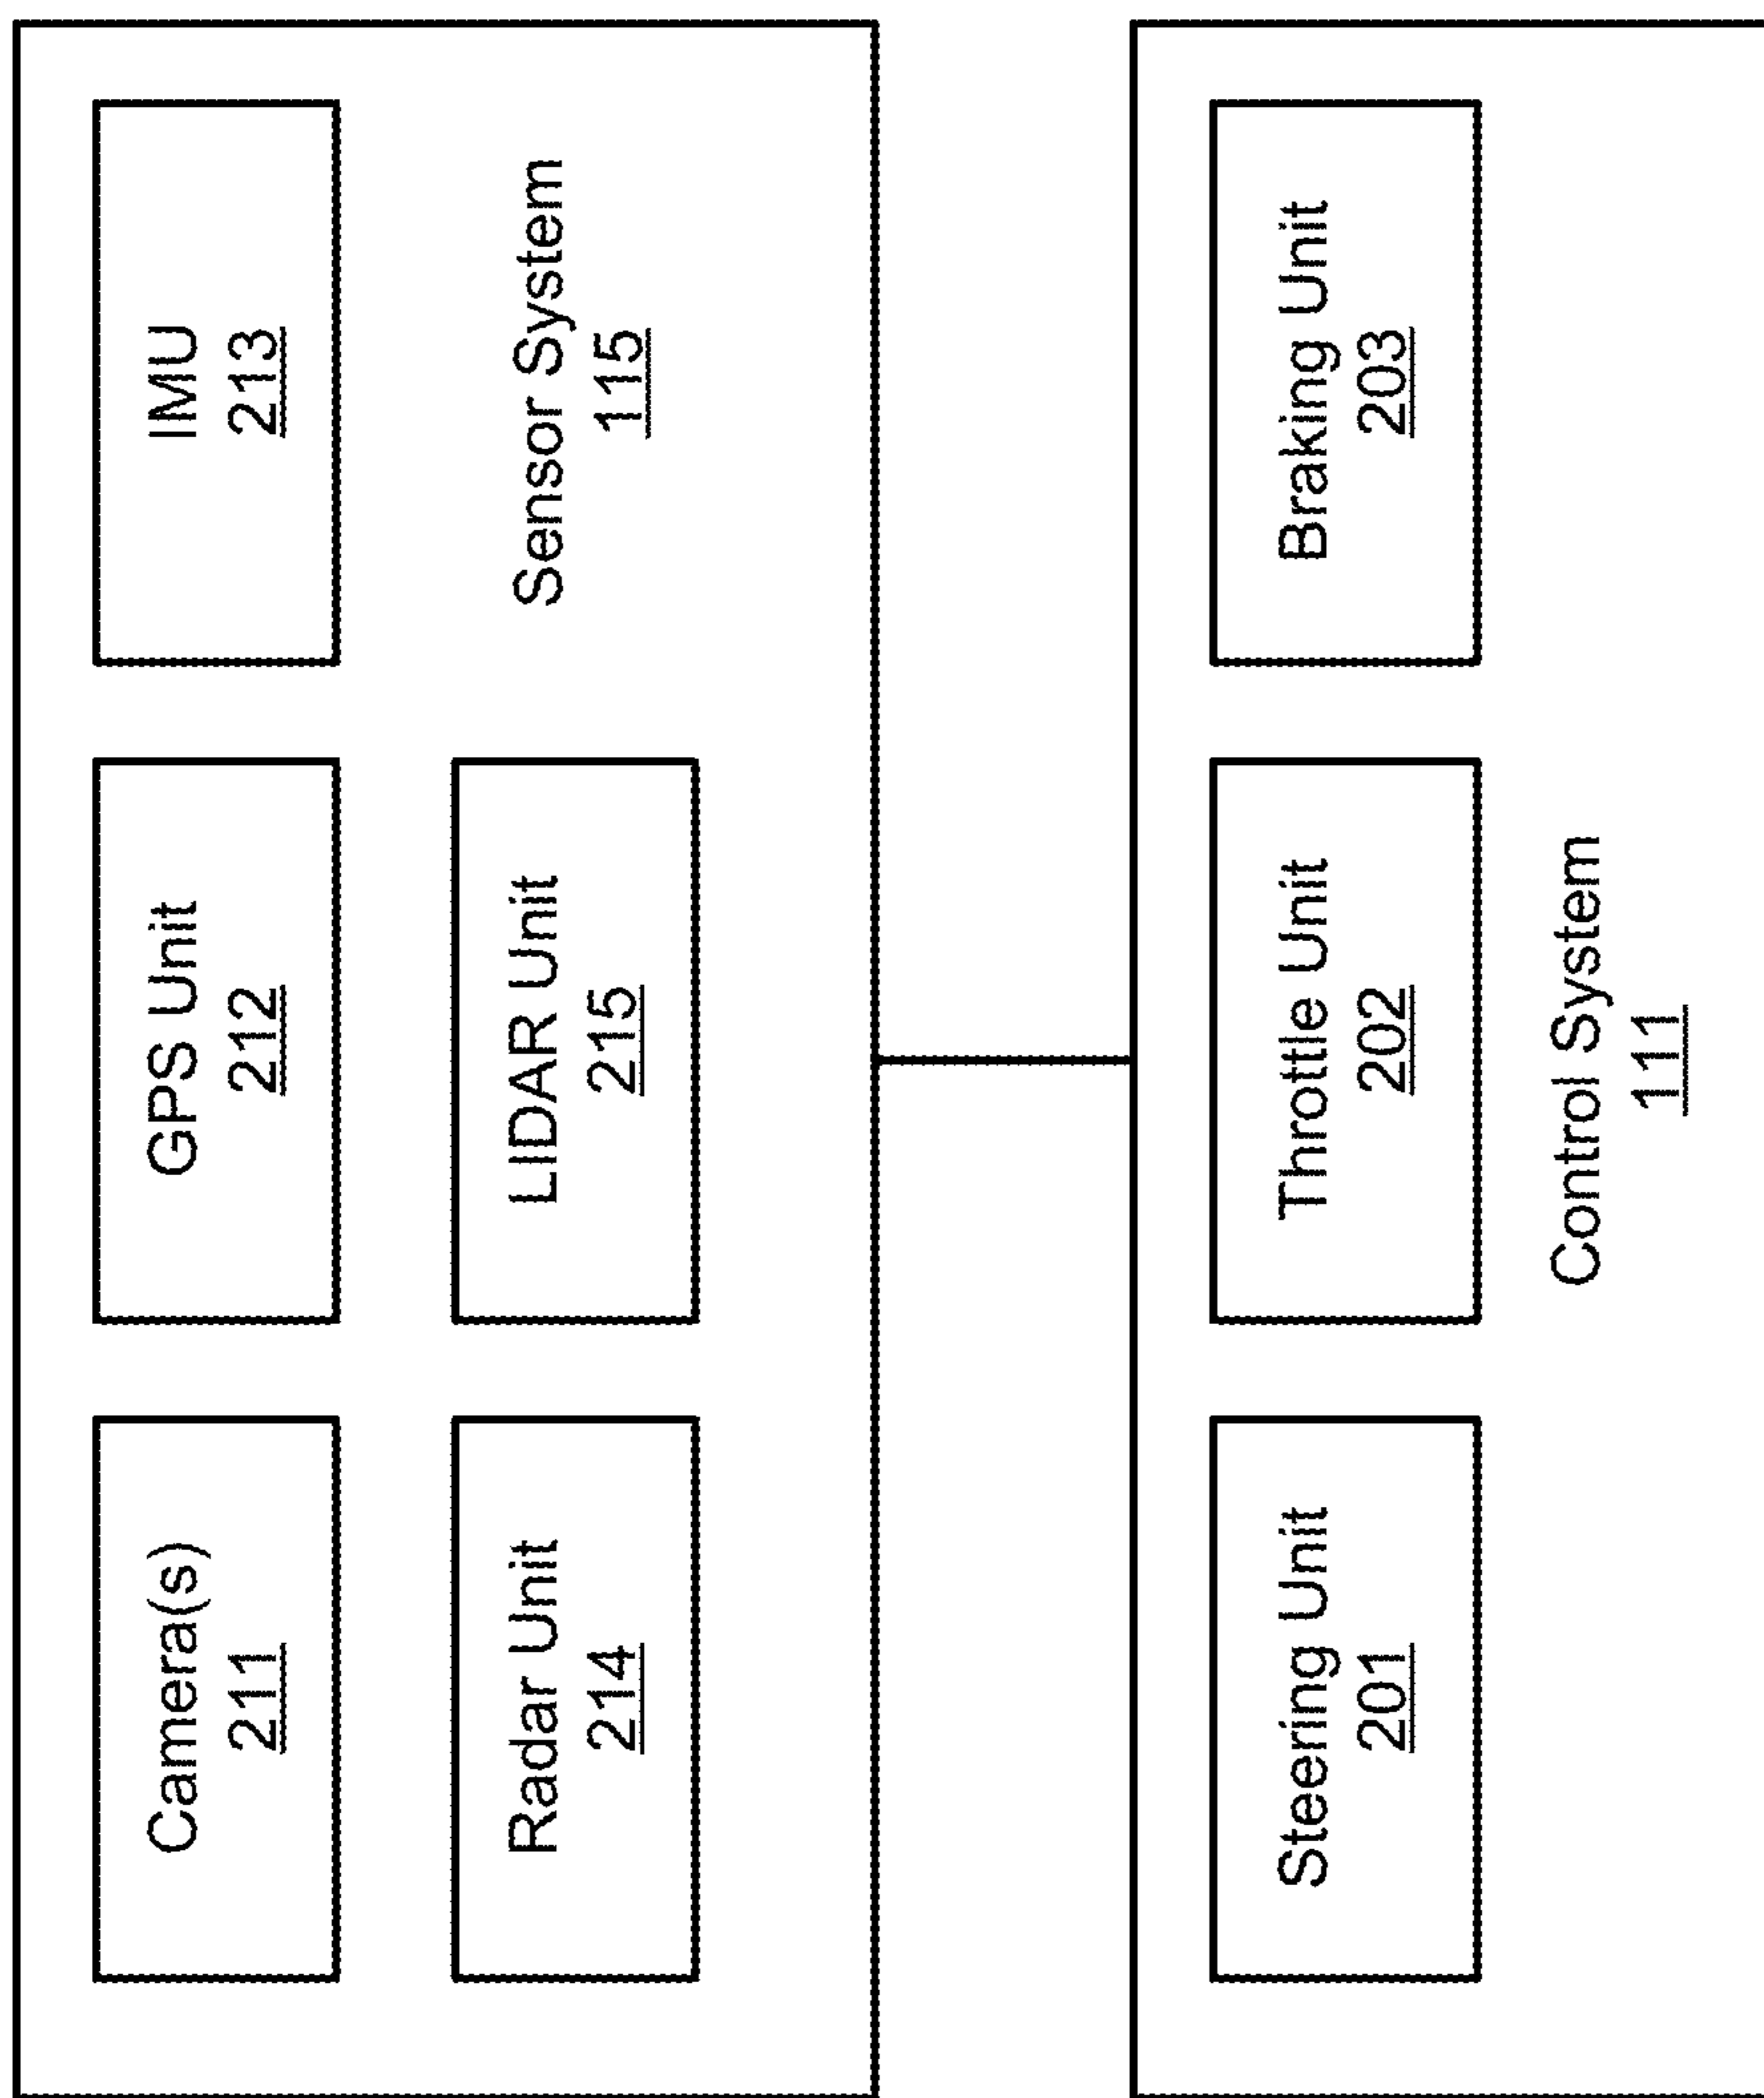 Camera(s)
211
GPS Unit
212
IMU
213
Radar Unit
214
LIDAR Unit
215
Sensor System
115
Steering Unit
201
Throttle Unit
202
Braking Unit
203
Control System
111